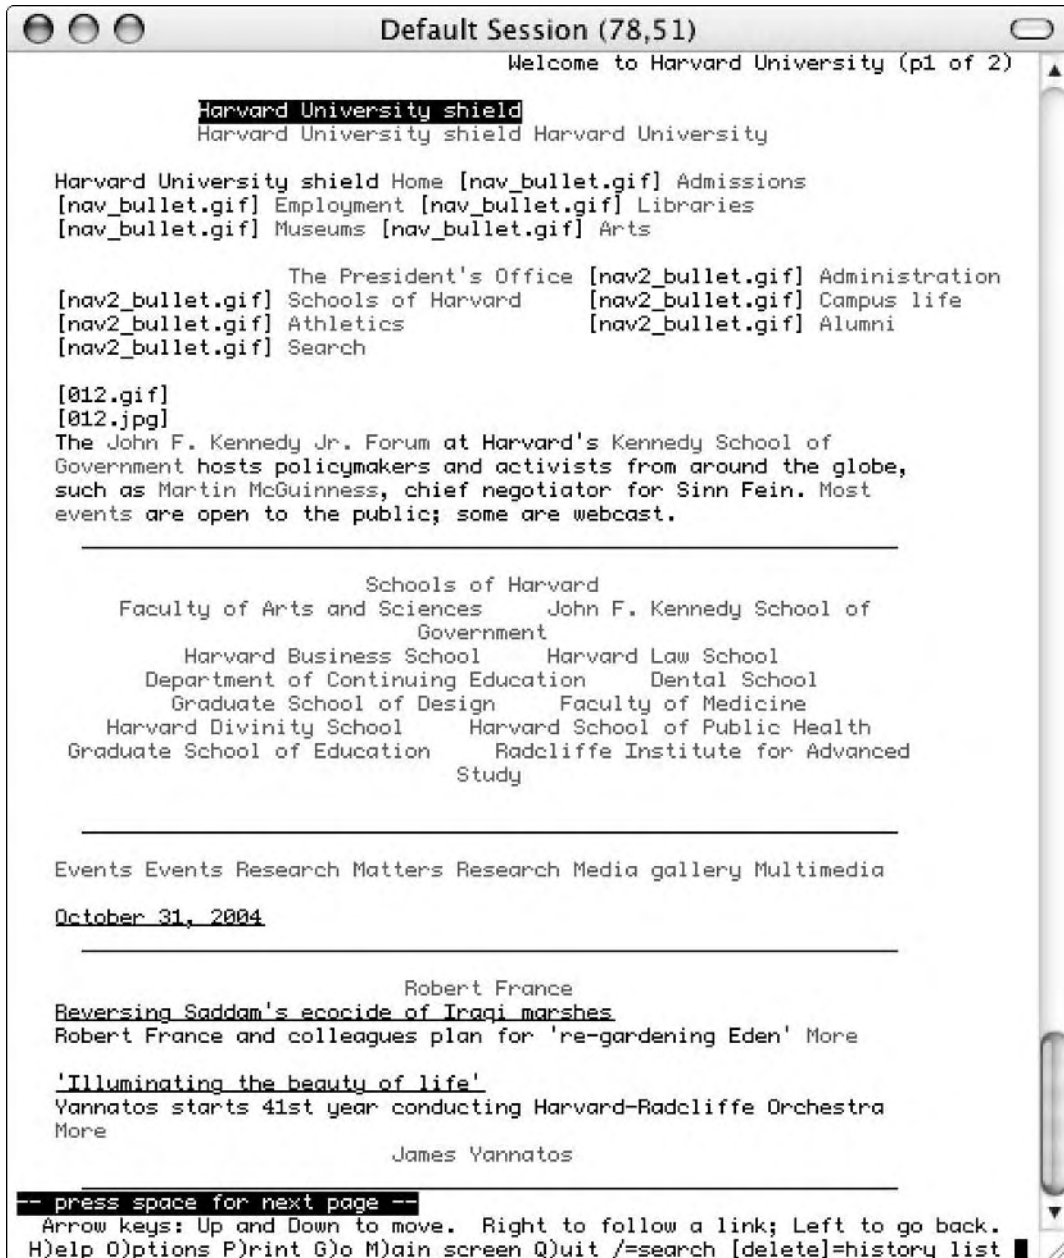 Default Session (78,51)
Welcome to Harvard University (p1 of 2)
Harvard University shield
Harvard University shield Harvard University
Harvard University shield Home [nav_bullet.gif] Admissions
[nav_bullet.gif] Employment [nav_bullet.gif] Libraries
[nav_bullet.gif] Museums [nav_bullet.gif] Arts
The President's Office [nav2_bullet.gif] Administration
[nav2_bullet.gif] Schools of Harvard [nav2_bullet.gif] Campus life
[nav2_bullet.gif] Athletics [nav2_bullet.gif] Alumni
[nav2_bullet.gif] Search
[012.gif]
[012.jpg]
The John F. Kennedy Jr. Forum at Harvard's Kennedy School of
Government hosts policymakers and activists from around the globe,
such as Martin McGuinness, chief negotiator for Sinn Fein. Most
events are open to the public; some are webcast.
Schools of Harvard
Faculty of Arts and Sciences John F. Kennedy School of
Government
Harvard Business School Harvard Law School
Department of Continuing Education Dental School
Graduate School of Design Faculty of Medicine
Harvard Divinity School Harvard School of Public Health
Graduate School of Education Radcliffe Institute for Advanced
Study
Events Events Research Matters Research Media gallery Multimedia
October 31, 2004
Robert France
Reversing Saddam's ecocide of Iraqi marshes
Robert France and colleagues plan for 're-gardening Eden' More
'Illuminating the beauty of life'
Yannatos starts 41st year conducting Harvard-Radcliffe Orchestra
More
James Yannatos
-- press space for next page --
Arrow keys: Up and Down to move. Right to follow a link; Left to go back.
H)elp O)ptions P)rint G)o M)ain screen Q)uit /=search [delete]=history list